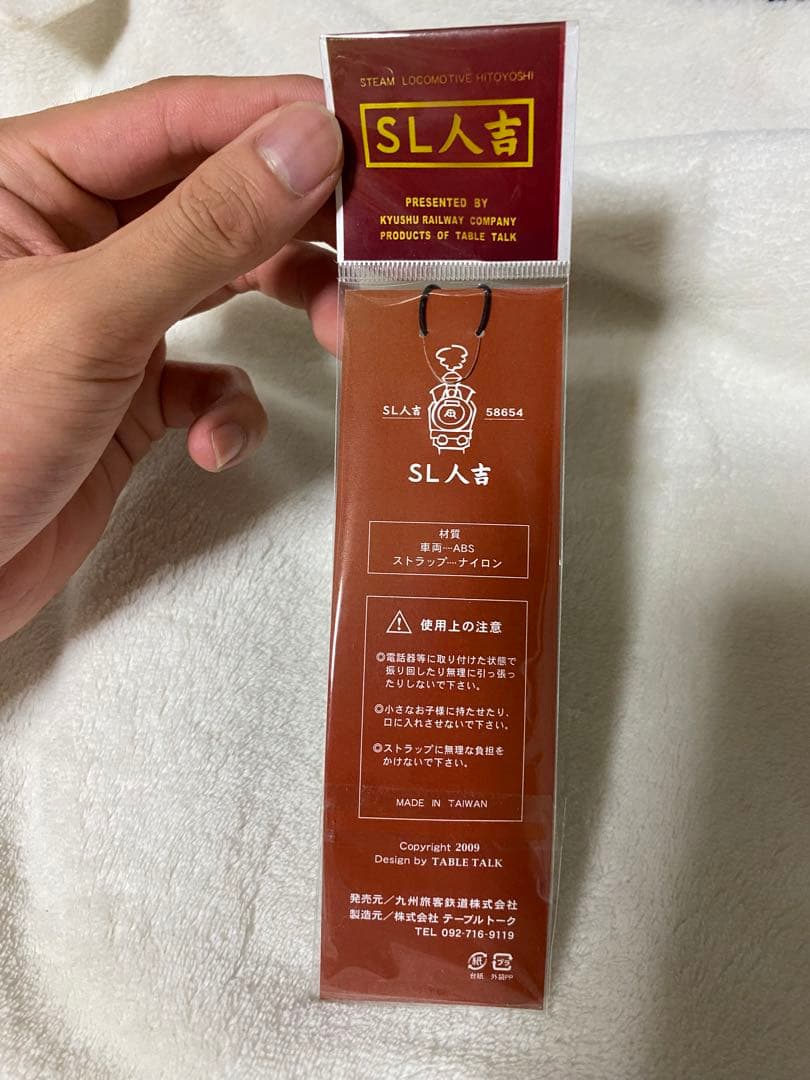 STEAM LOCOMOTIVE HITOYOSHI
SL人吉
PRESENTED BY
KYUSHU RAILWAY COMPANY
PRODUCTS OF TABLE TALK
SL人吉 58654
SL人吉
材質
車両…ABS
ストラップ…ナイロン
使用上の注意
◎電話器等に取り付けた状態で
振り回したり無理に引っ張っ
たりしないで下さい。
◎小さなお子様に持たせたり、
口に入れさせないで下さい。
◎ストラップに無理な負担を
かけないで下さい。
MADE IN TAIWAN
Copyright 2009
Design by TABLE TALK
発売元/九州旅客鉄道株式会社
製造元/株式会社 テーブルトーク
TEL 092-716-9119
紙 プラ
台紙 外袋PP